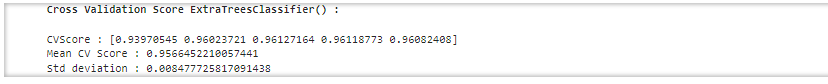 Cross Validation Score ExtraTreesClassifier() :
CVScore : [0.93970545 0.96023721 0.96127164 0.96118773 0.96082408]
Mean CV Score : 0.9566452210057441
Std deviation : 0.008477725817091438